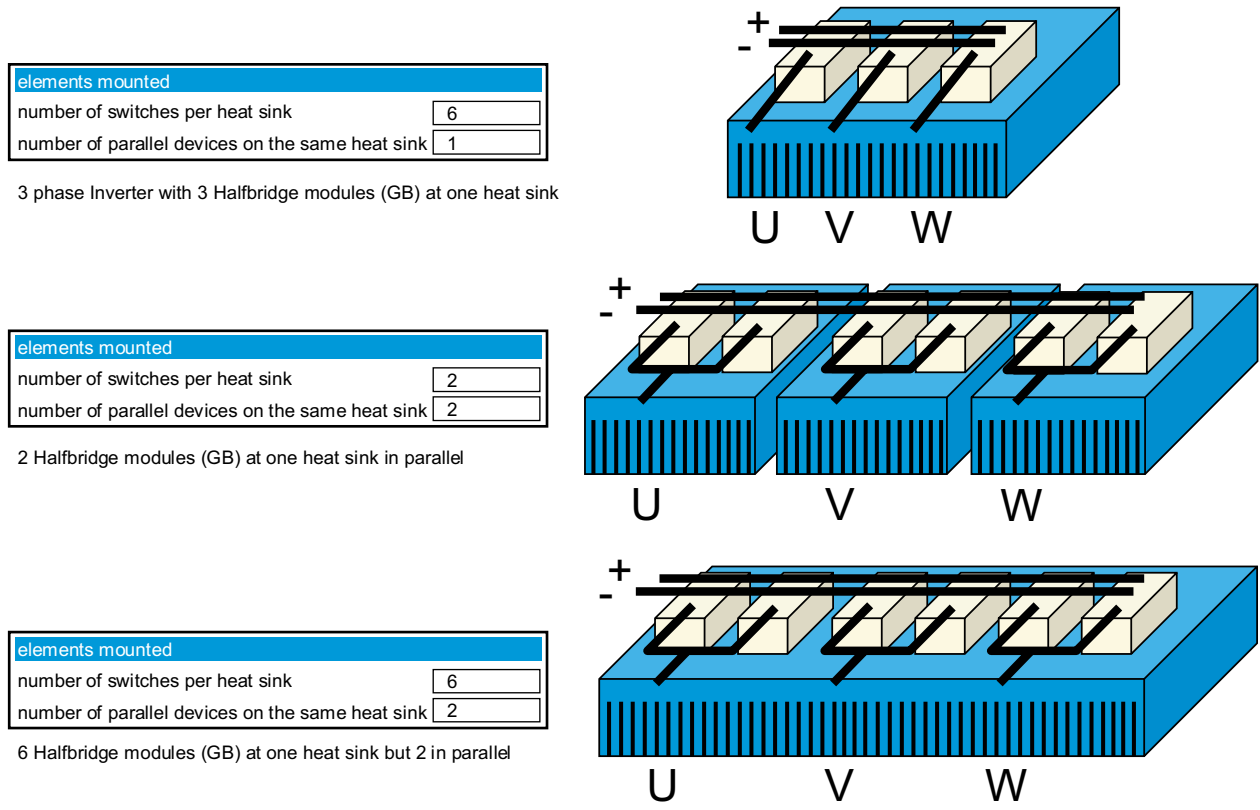 elements mounted
number of switches per heat sink 6
number of parallel devices on the same heat sink 1
3 phase Inverter with 3 Halfbridge modules (GB) at one heat sink
+
-
U V W
elements mounted
number of switches per heat sink 2
number of parallel devices on the same heat sink 2
2 Halfbridge modules (GB) at one heat sink in parallel
+
-
U V W
elements mounted
number of switches per heat sink 6
number of parallel devices on the same heat sink 2
6 Halfbridge modules (GB) at one heat sink but 2 in parallel
+
-
U V W